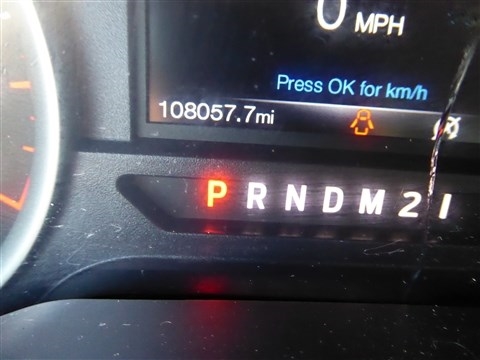 0 MPH
Press OK for km/h
108057.7mi
P R N D M 2 1